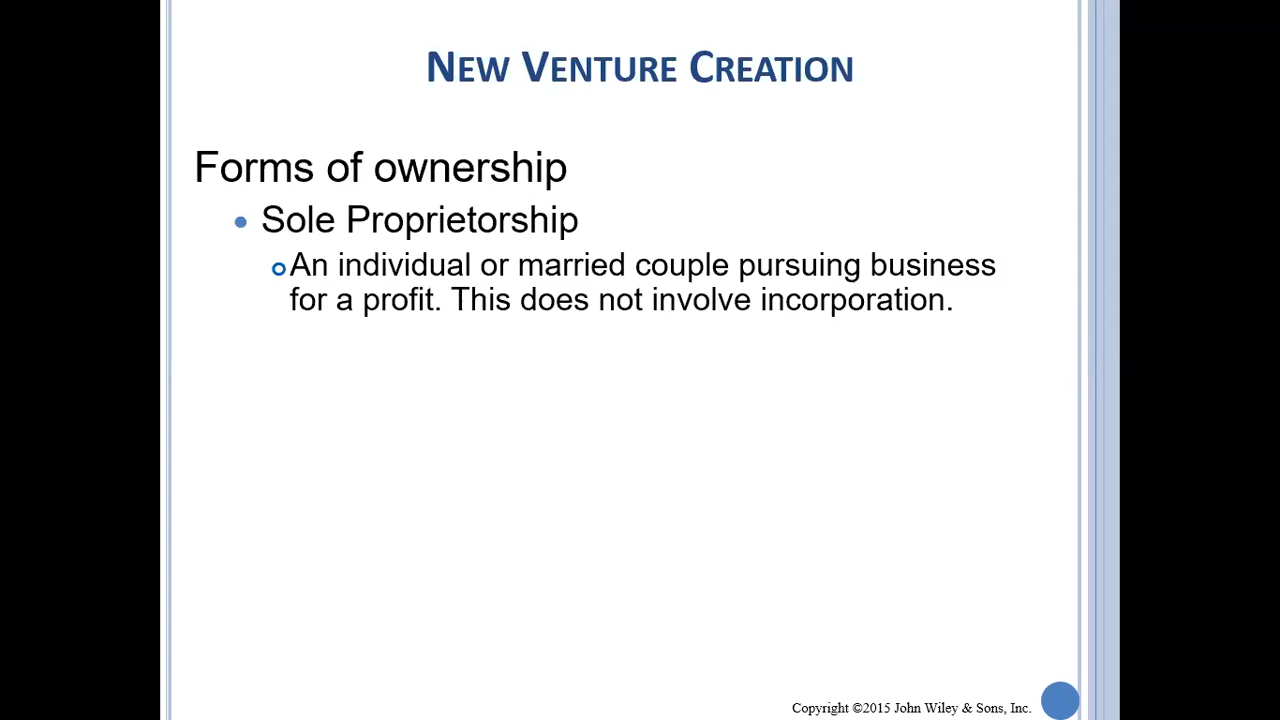 NEW VENTURE CREATION
Forms of ownership
Sole Proprietorship
An individual or married couple pursuing business
for a profit. This does not involve incorporation.
Copyright ©2015 John Wiley & Sons, Inc.